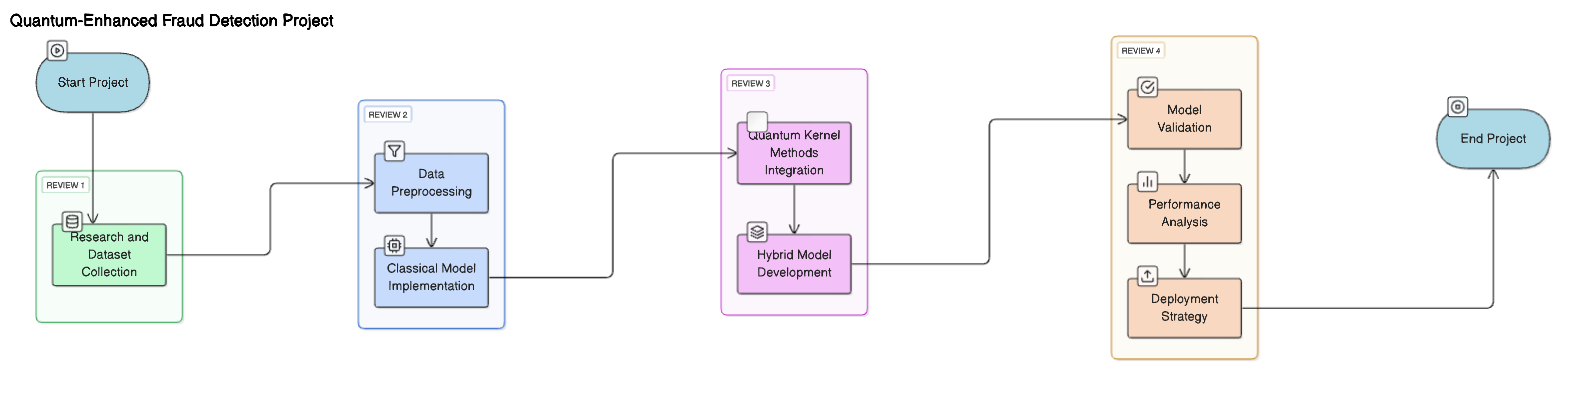 Quantum-Enhanced Fraud Detection Project
Start Project
REVIEW 1
Research and
Dataset
Collection
REVIEW 2
Data
Preprocessing
Classical Model
Implementation
REVIEW 3
Quantum Kernel
Methods
Integration
Hybrid Model
Development
REVIEW 4
Model
Validation
Performance
Analysis
Deployment
Strategy
End Project